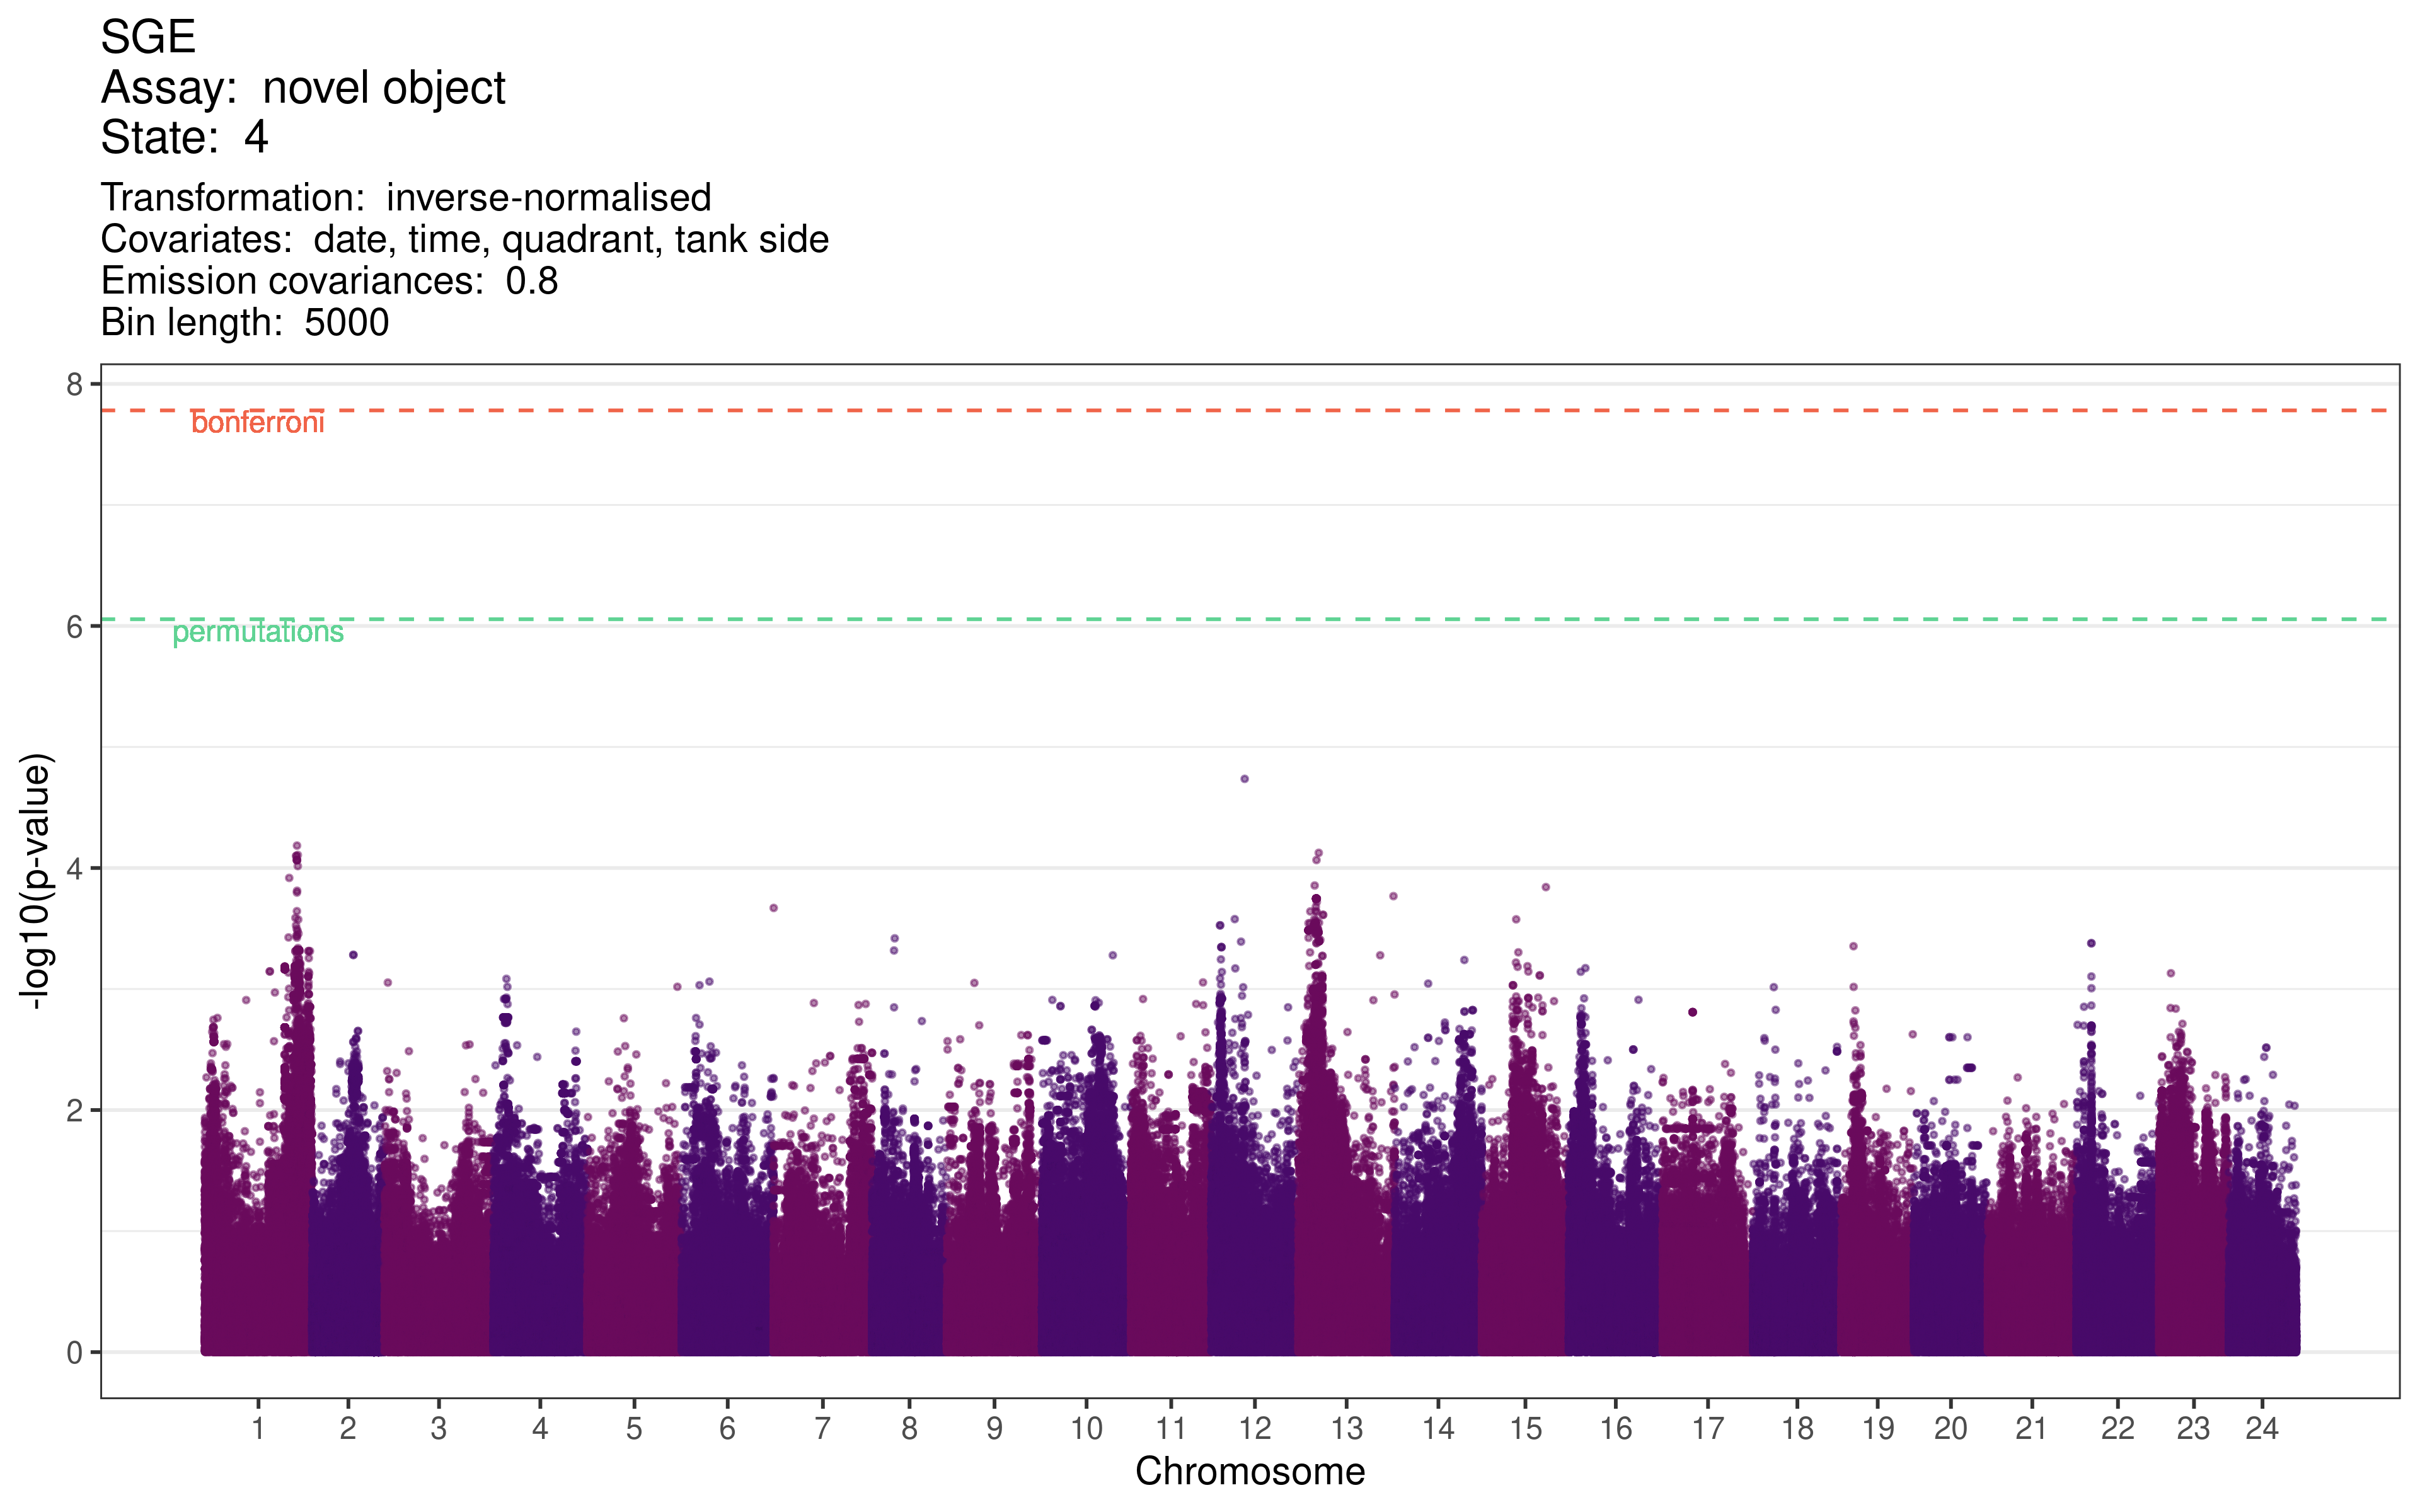 SGE
Assay:  novel object
State:  4
Transformation:  inverse-normalised
Covariates:  date, time, quadrant, tank side
Emission covariances:  0.8
Bin length:  5000
8
bonferroni
6
permutations
4
2
0
-log10(p-value)
1 2 3 4 5 6 7 8 9 10 11 12 13 14 15 16 17 18 19 20 21 22 23 24
Chromosome